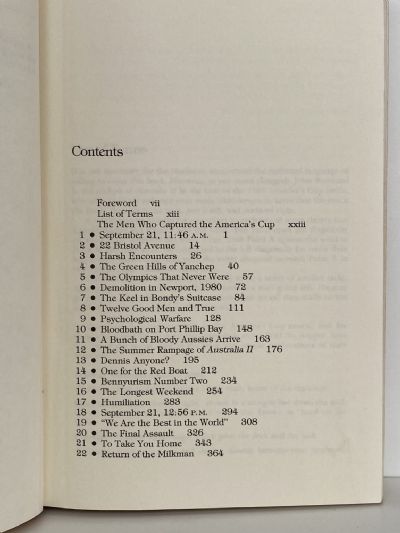 Contents
Foreword vii
List of Terms xiii
The Men Who Captured the America's Cup xxiii
1 • September 21, 11:46 A.M. 1
2 • 22 Bristol Avenue 14
3 • Harsh Encounters 26
4 • The Green Hills of Yanchep 40
5 • The Olympics That Never Were 57
6 • Demolition in Newport, 1980 72
7 • The Keel in Bondy's Suitcase 84
8 • Twelve Good Men and True 111
9 • Psychological Warfare 128
10 • Bloodbath on Port Phillip Bay 148
11 • A Bunch of Bloody Aussies Arrive 163
12 • The Summer Rampage of Australia II 176
13 • Dennis Anyone? 195
14 • One for the Red Boat 212
15 • Bennyurism Number Two 234
16 • The Longest Weekend 254
17 • Humiliation 283
18 • September 21, 12:56 P.M. 294
19 • "We Are the Best in the World" 308
20 • The Final Assault 326
21 • To Take You Home 343
22 • Return of the Milkman 364